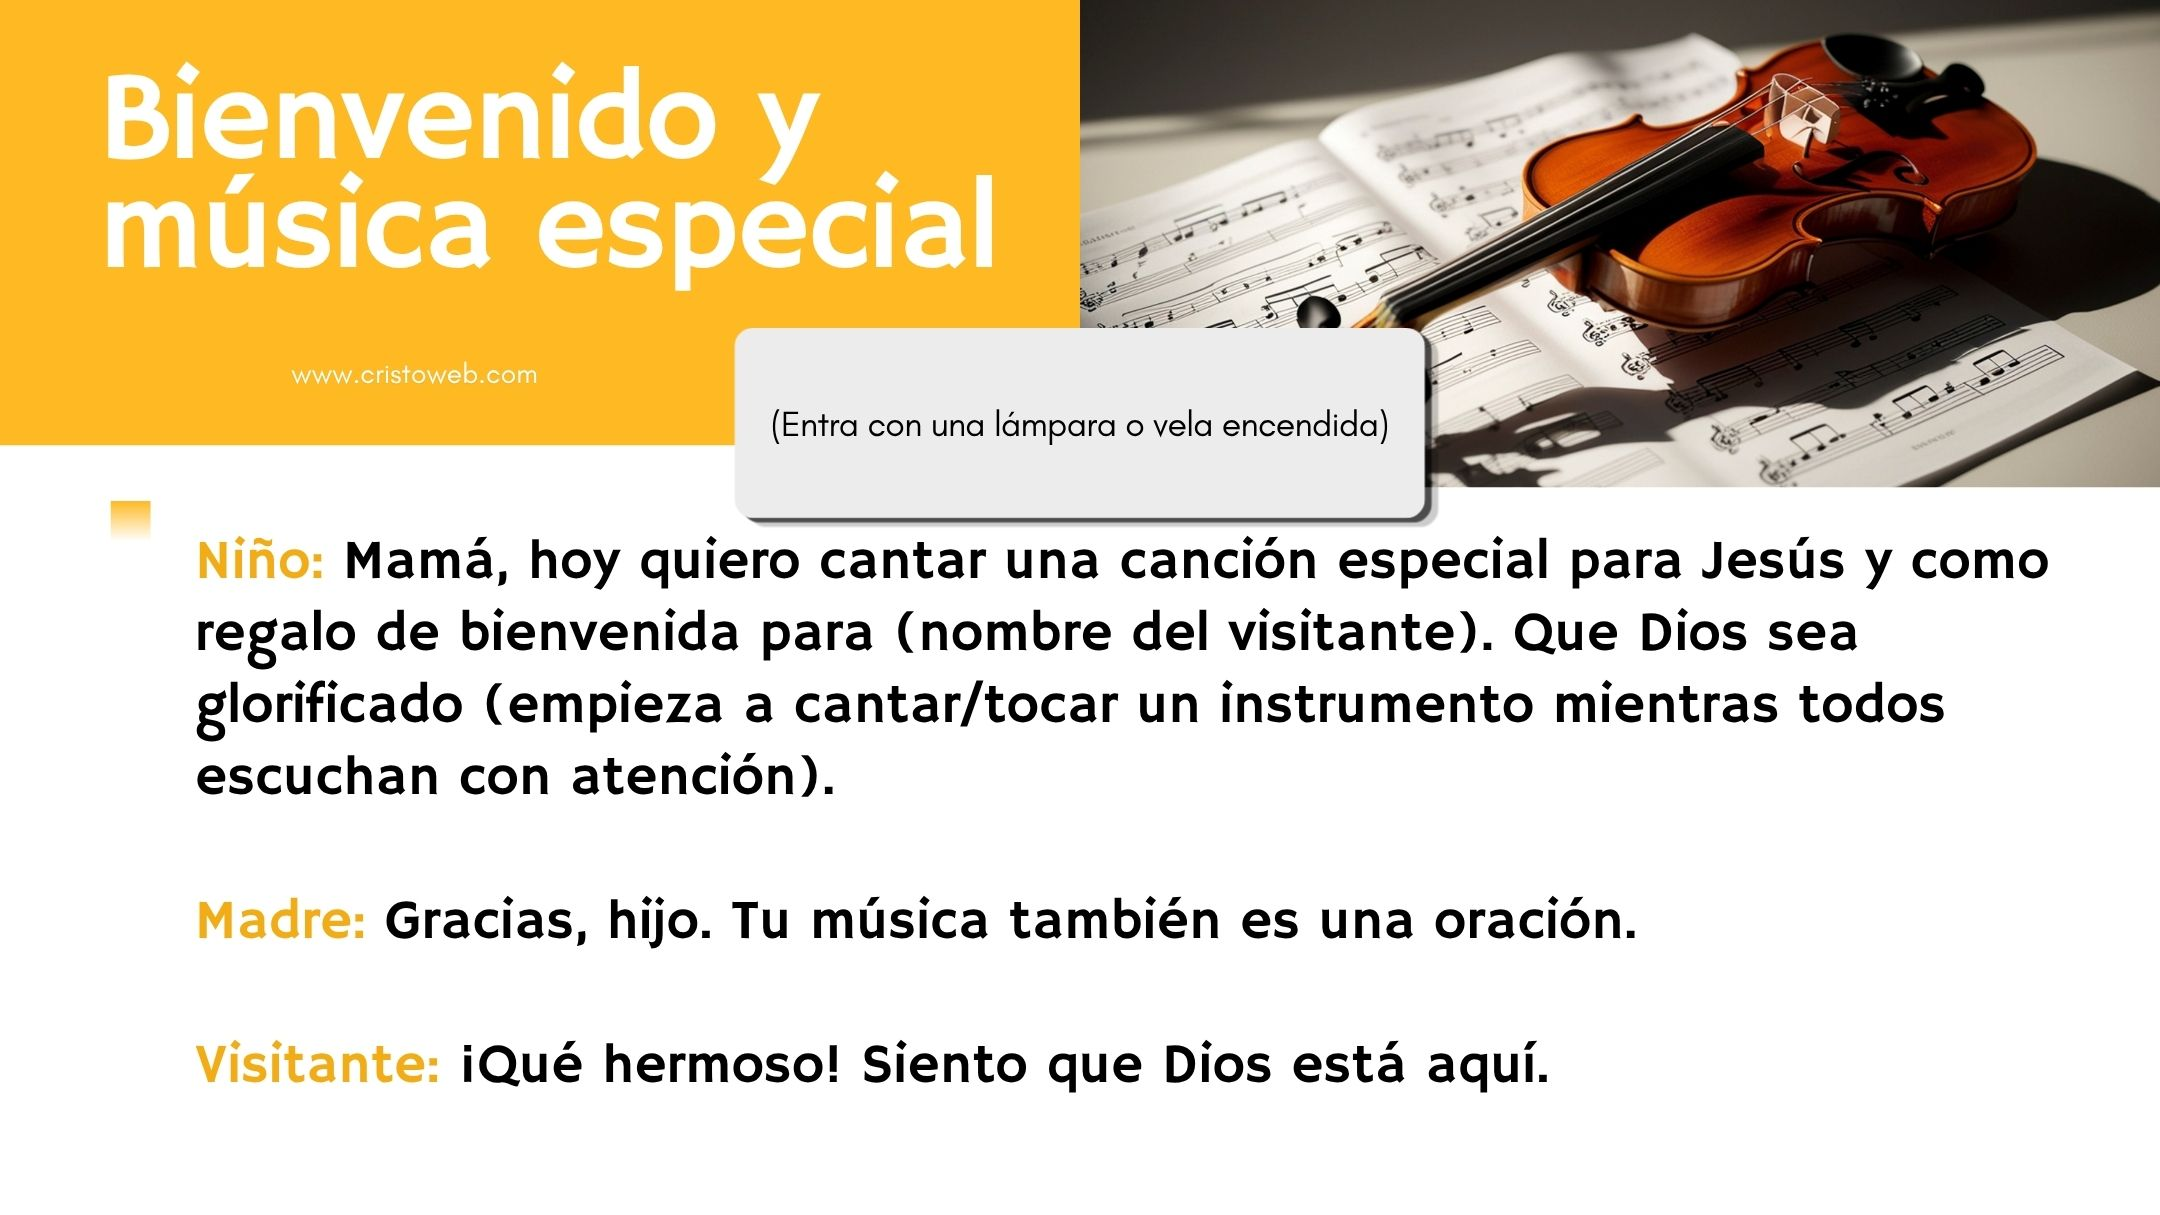 Bienvenido y
música especial
www.cristoweb.com
(Entra con una lámpara o vela encendida)
Niño: Mamá, hoy quiero cantar una canción especial para Jesús y como
regalo de bienvenida para (nombre del visitante). Que Dios sea
glorificado (empieza a cantar/tocar un instrumento mientras todos
escuchan con atención).
Madre: Gracias, hijo. Tu música también es una oración.
Visitante: ¡Qué hermoso! Siento que Dios está aquí.